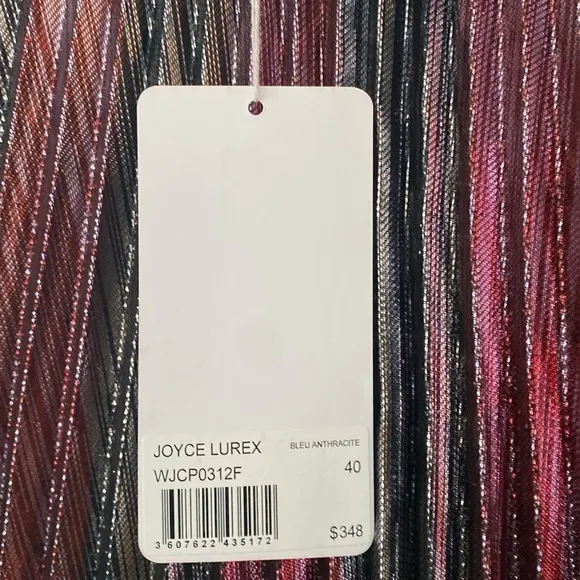 JOYCE LUREX BLEU ANTHRACITE
WJCP0312F 40
3 607622 435172
$348